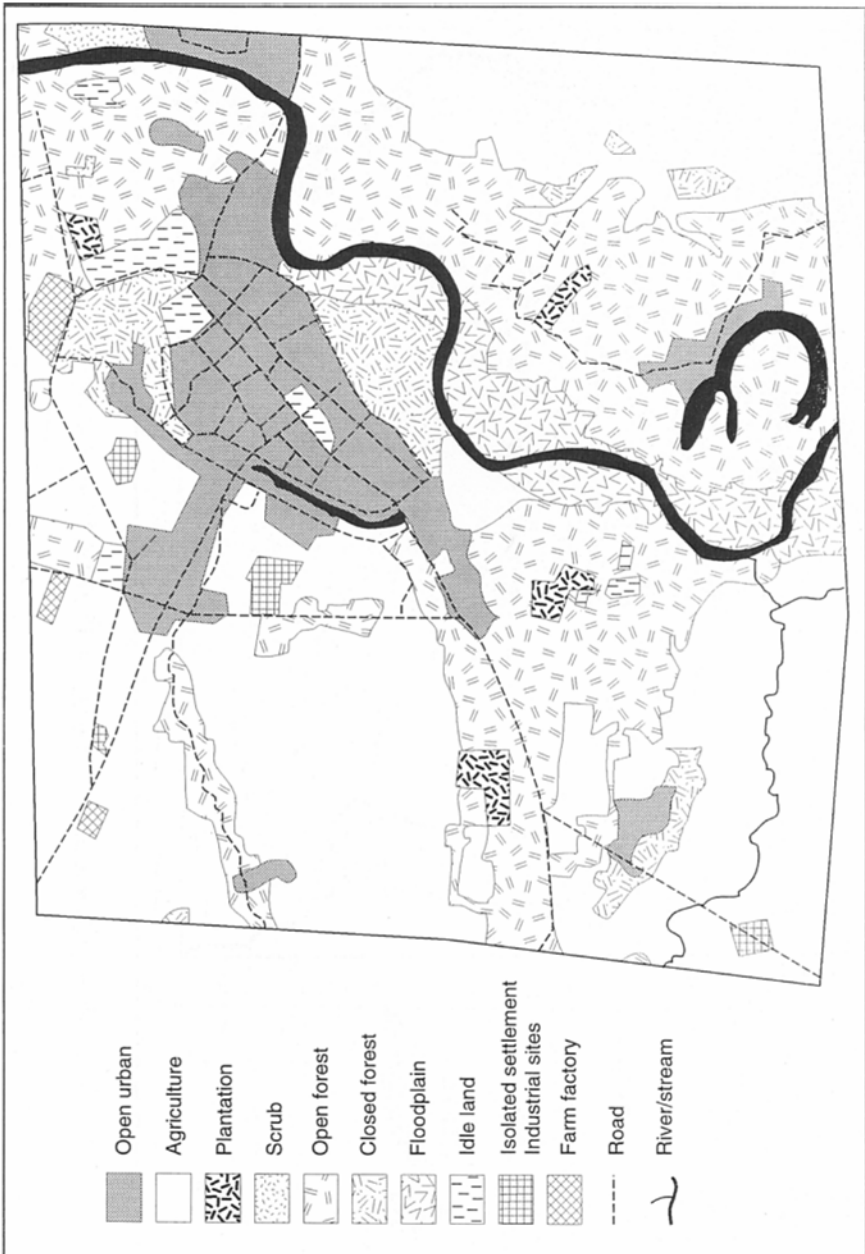 Open urban
Agriculture
Plantation
Scrub
Open forest
Closed forest
Floodplain
Idle land
Isolated settlement
Industrial sites
Farm factory
Road
River/stream